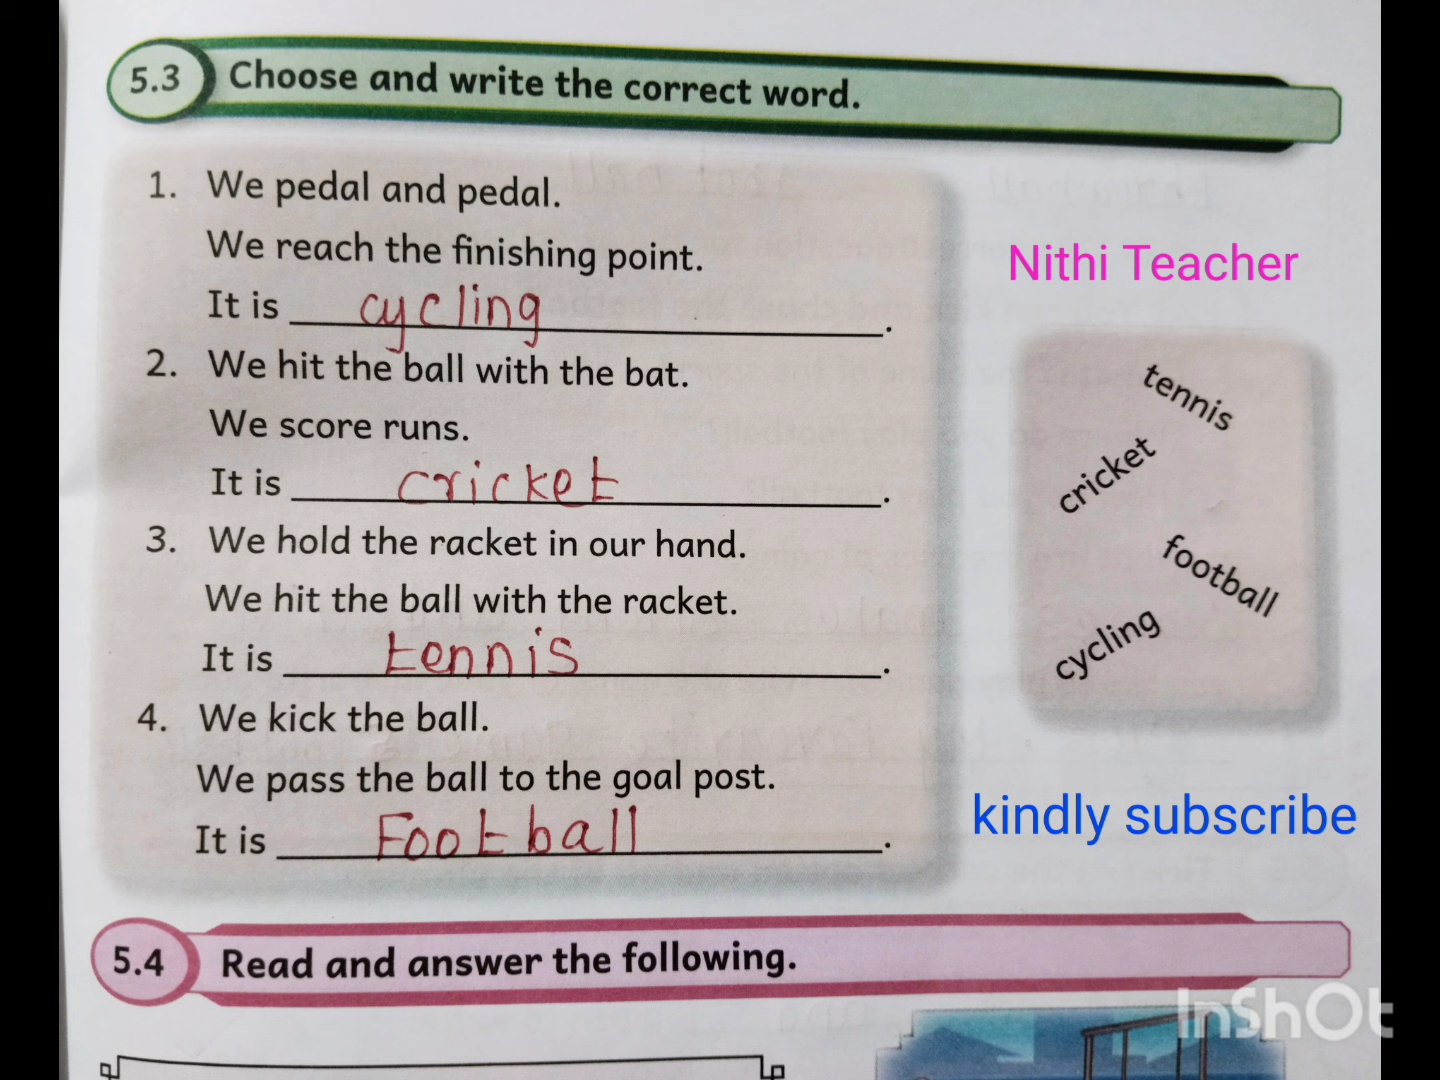 5.3 Choose and write the correct word.
1. We pedal and pedal.
We reach the finishing point.
It is cycling.
2. We hit the ball with the bat.
We score runs.
It is cricket.
3. We hold the racket in our hand.
We hit the ball with the racket.
It is tennis.
4. We kick the ball.
We pass the ball to the goal post.
It is Football.
Nithi Teacher
tennis
cricket
football
cycling
kindly subscribe
5.4 Read and answer the following.
InShOt